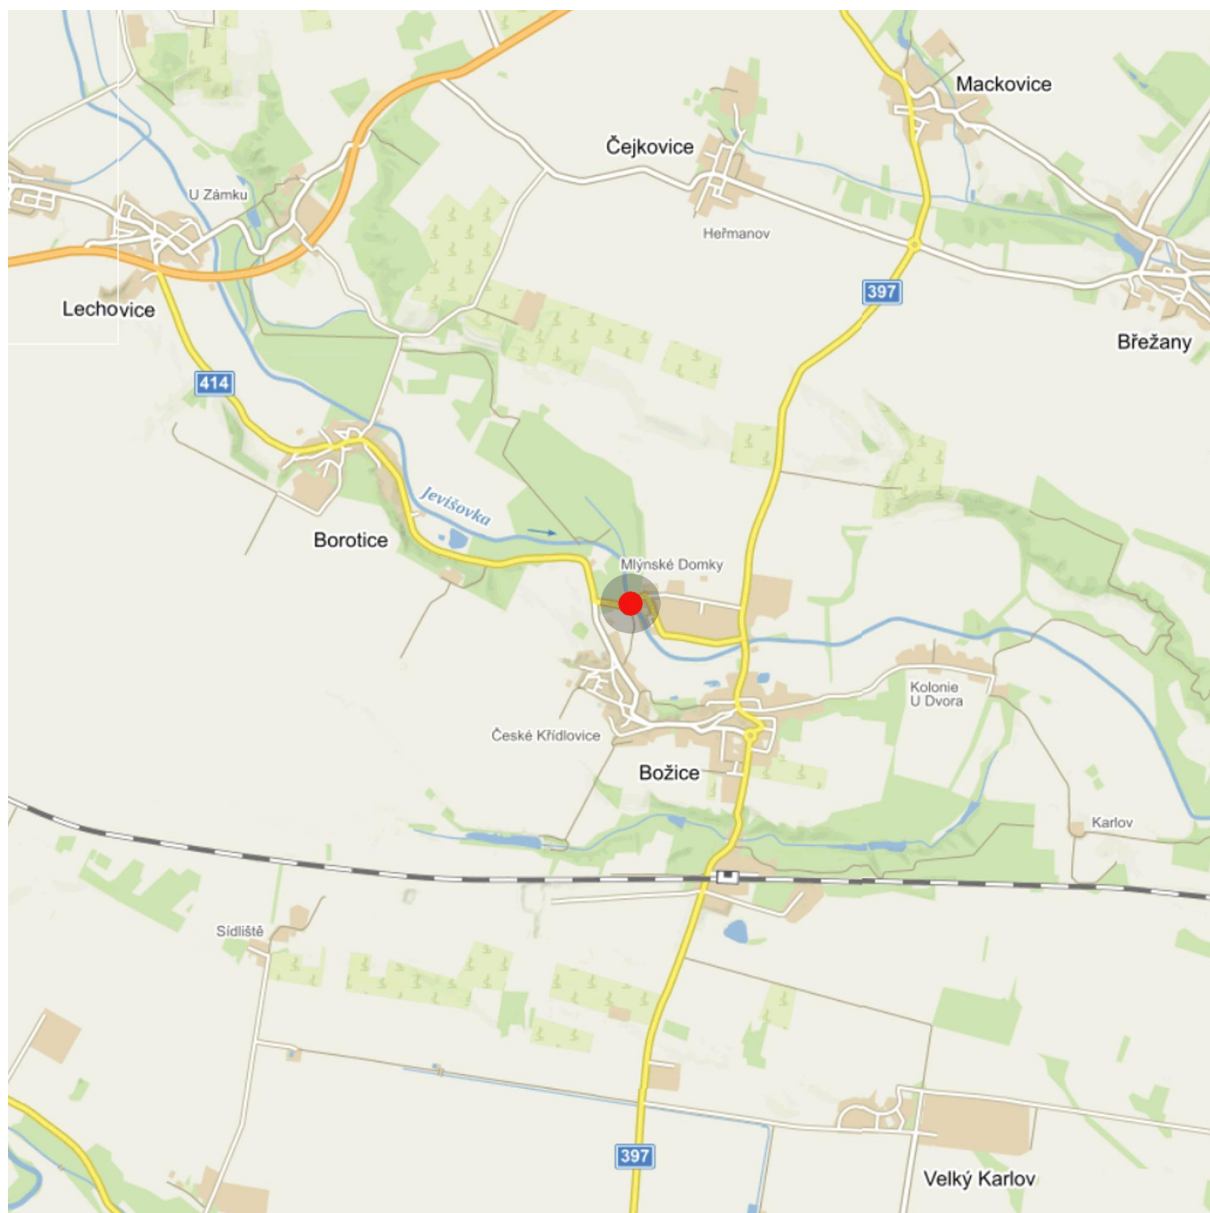 Mackovice
Čejkovice
U Zámku
Heřmanov
397
Lechovice
Břežany
414
Jevišovka
Borotice
Mlýnské Domky
Kolonie
U Dvora
České Křídlovice
Božice
Karlov
Sídliště
397
Velký Karlov